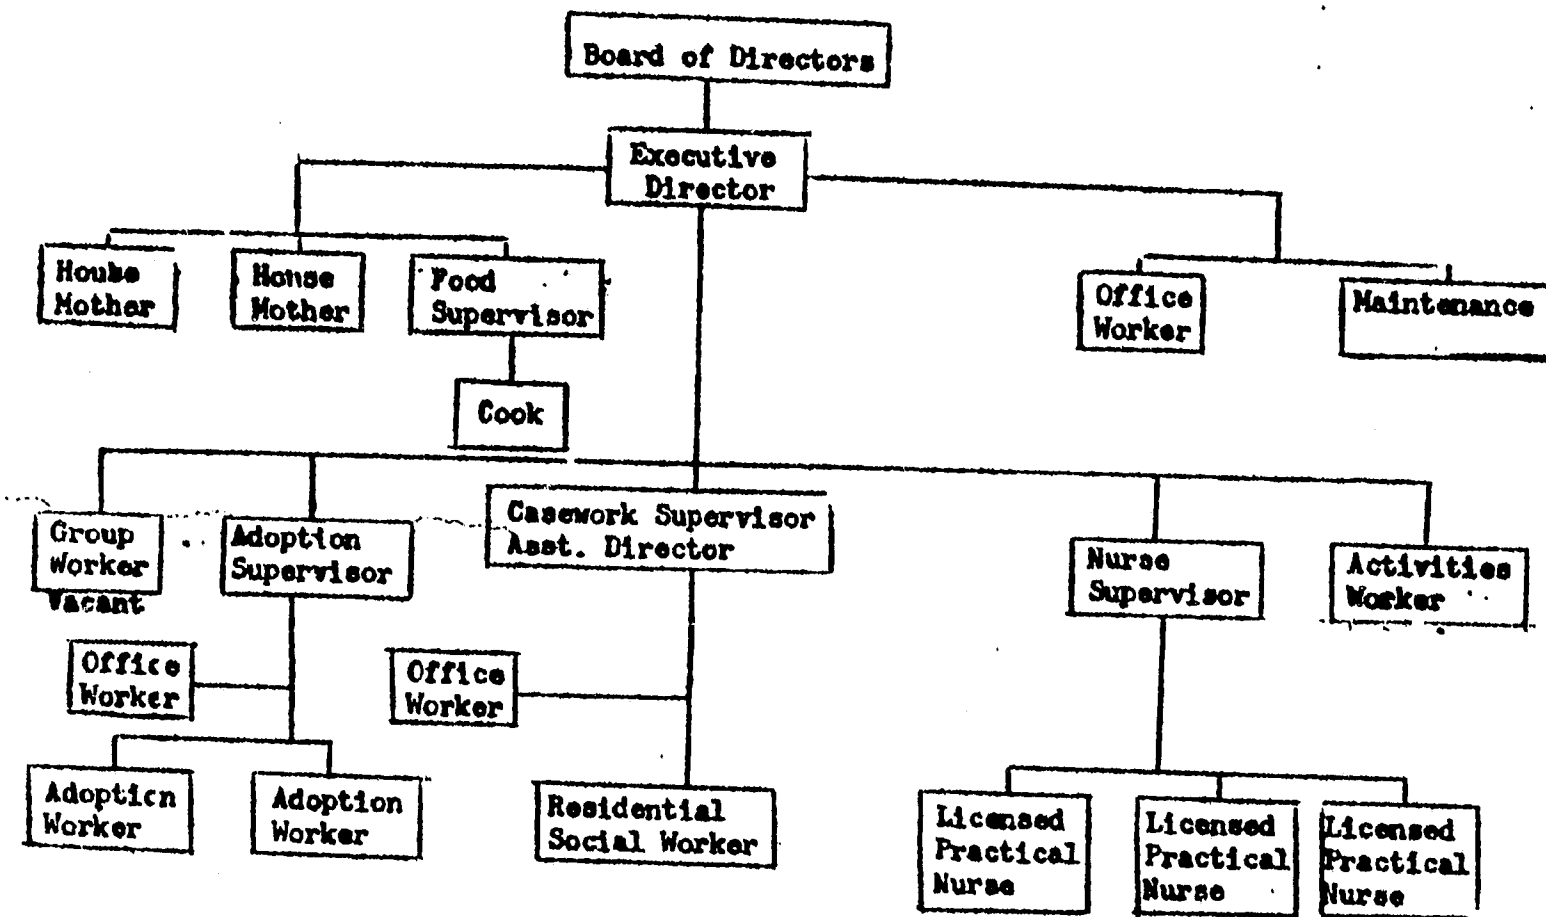 Board of Directors
Executive
Director
House
Mother
House
Mother
Food
Supervisor
Office
Worker
Maintenance
Cook
Group
Worker
Vacant
Adoption
Supervisor
Casework Supervisor
Asst. Director
Nurse
Supervisor
Activities
Worker
Office
Worker
Office
Worker
Adoption
Worker
Adoption
Worker
Residential
Social Worker
Licensed
Practical
Nurse
Licensed
Practical
Nurse
Licensed
Practical
Nurse